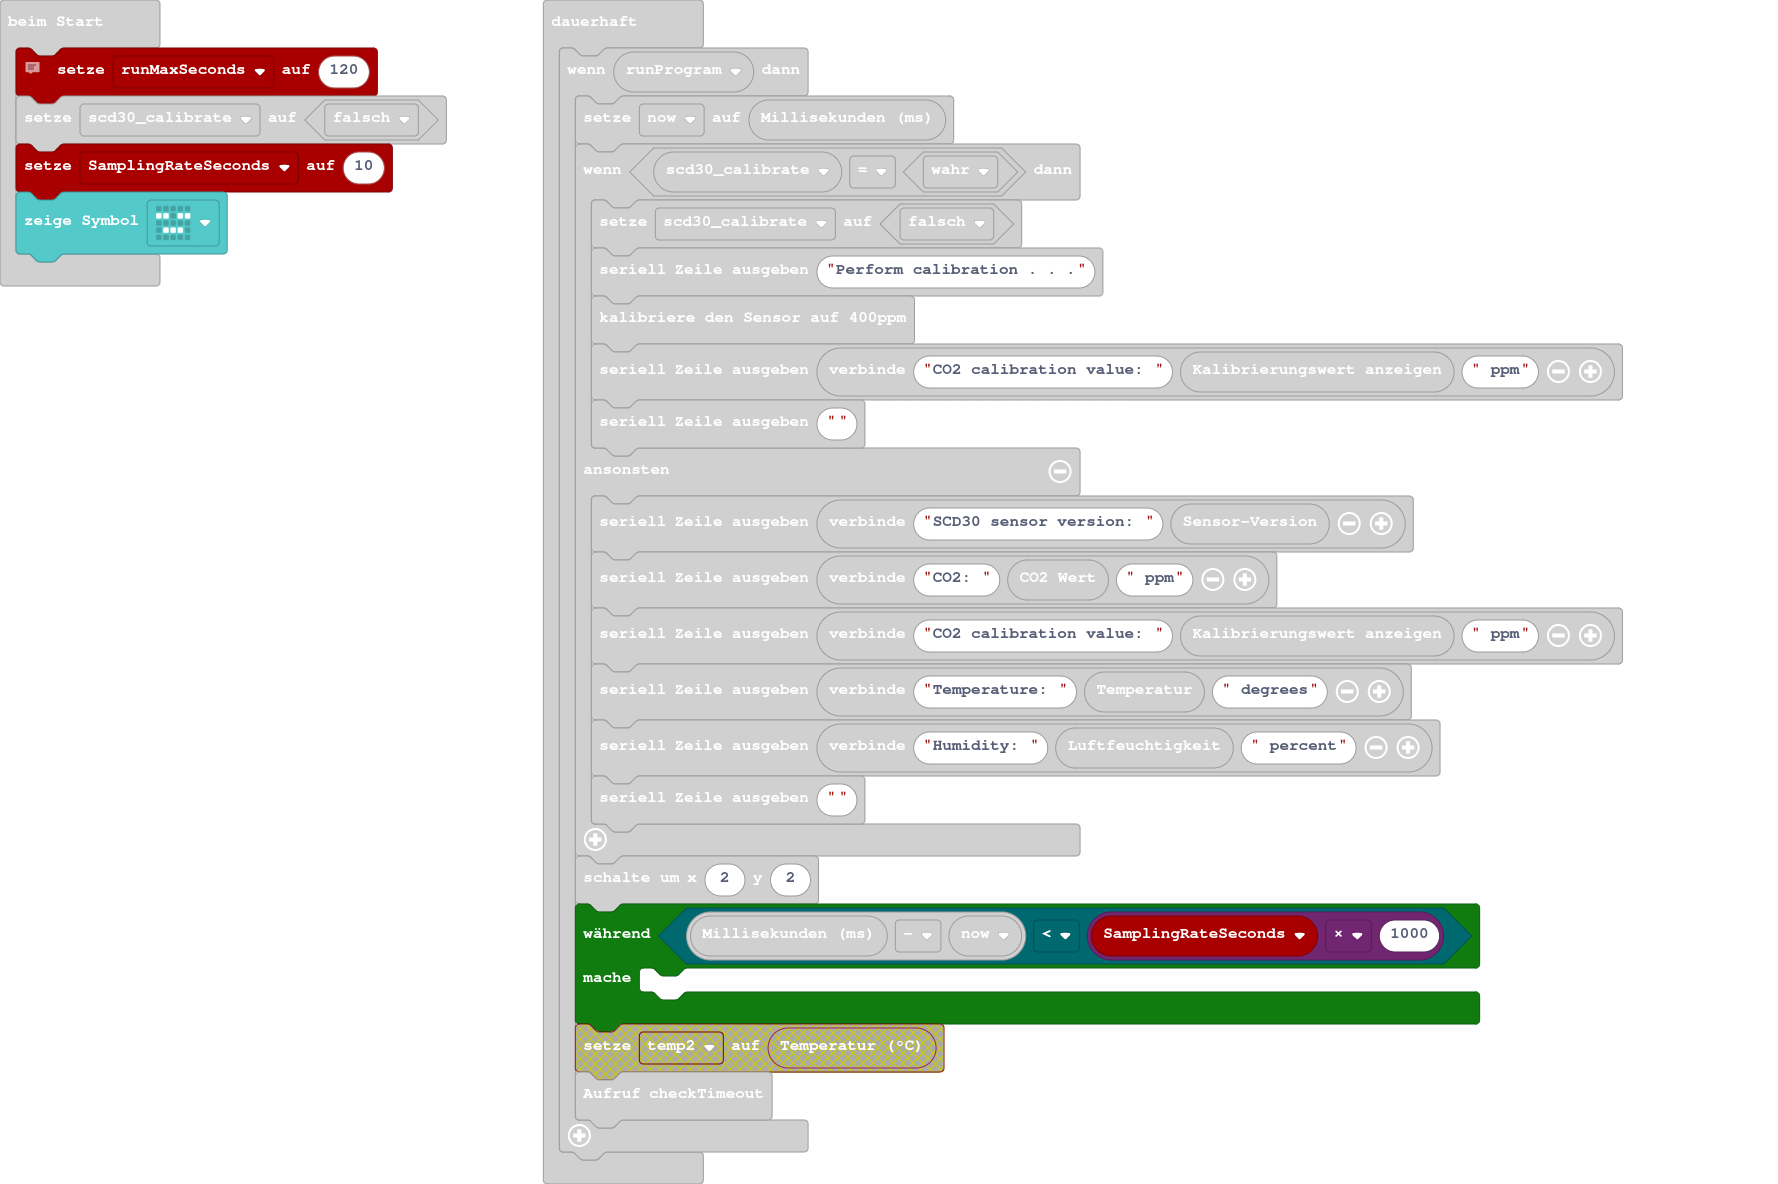 beim Start
setze runMaxSeconds auf 120
setze scd30_calibrate auf falsch
setze SamplingRateSeconds auf 10
zeige Symbol
dauerhaft
wenn runProgram dann
setze now auf Millisekunden (ms)
wenn scd30_calibrate = wahr dann
setze scd30_calibrate auf falsch
seriell Zeile ausgeben "Perform calibration . . ."
kalibriere den Sensor auf 400ppm
seriell Zeile ausgeben verbinde "CO2 calibration value: " Kalibrierungswert anzeigen " ppm"
seriell Zeile ausgeben ""
ansonsten
seriell Zeile ausgeben verbinde "SCD30 sensor version: " Sensor-Version
seriell Zeile ausgeben verbinde "CO2: " CO2 Wert " ppm"
seriell Zeile ausgeben verbinde "CO2 calibration value: " Kalibrierungswert anzeigen " ppm"
seriell Zeile ausgeben verbinde "Temperature: " Temperatur " degrees"
seriell Zeile ausgeben verbinde "Humidity: " Luftfeuchtigkeit " percent"
seriell Zeile ausgeben ""
schalte um x 2 y 2
während Millisekunden (ms) - now < SamplingRateSeconds × 1000
mache
setze temp2 auf Temperatur (°C)
Aufruf checkTimeout